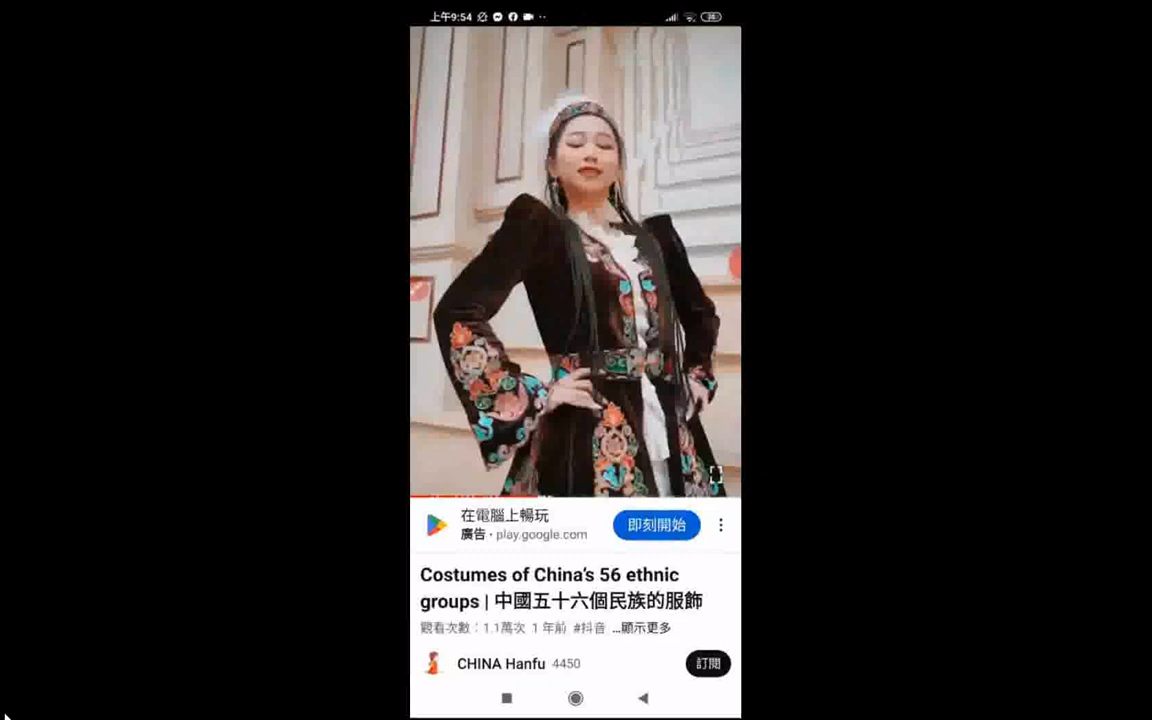 上午9:54
在電腦上暢玩
廣告 · play.google.com
即刻開始
Costumes of China's 56 ethnic
groups | 中國五十六個民族的服飾
觀看次數：1.1萬次 1 年前 #抖音 ...顯示更多
CHINA Hanfu 4450
訂閱